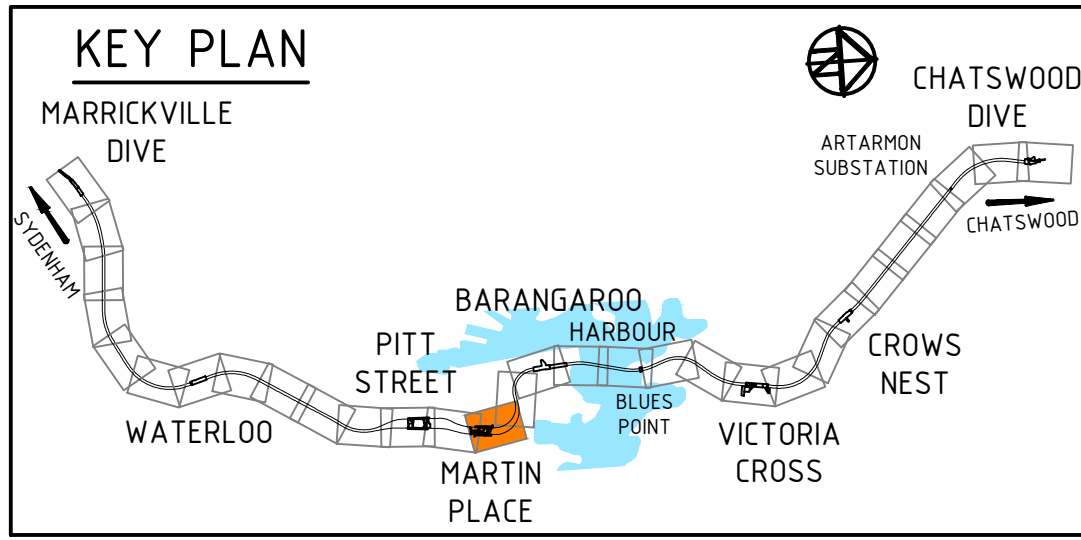 KEY PLAN
MARRICKVILLE
DIVE
SYDENHAM
WATERLOO
PITT
STREET
MARTIN
PLACE
BARANGAROO
HARBOUR
BLUES
POINT
VICTORIA
CROSS
CROWS
NEST
ARTARMON
SUBSTATION
CHATSWOOD
DIVE
CHATSWOOD